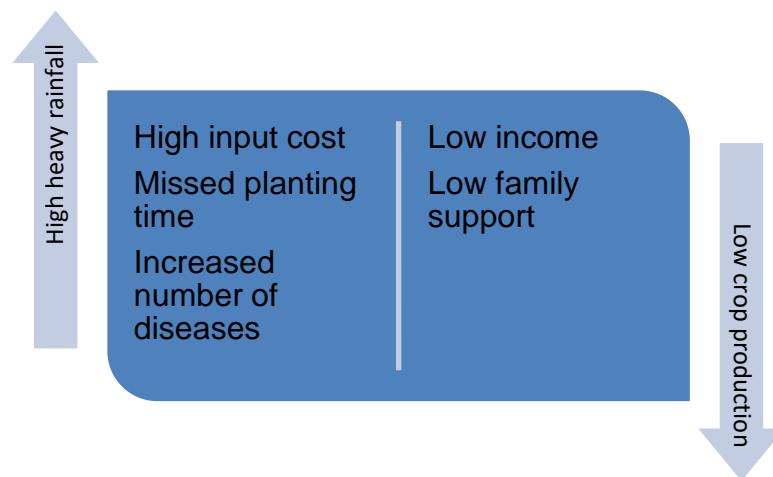 High heavy rainfall
High input cost
Missed planting
time
Increased
number of
diseases
Low income
Low family
support
Low crop production